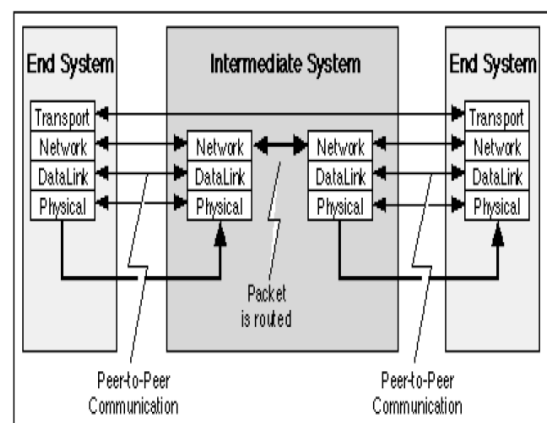 End System
Intermediate System
End System
Transport
Network
DataLink
Physical
Network
DataLink
Physical
Network
DataLink
Physical
Transport
Network
DataLink
Physical
Packet
is routed
Peer-to-Peer
Communication
Peer-to-Peer
Communication